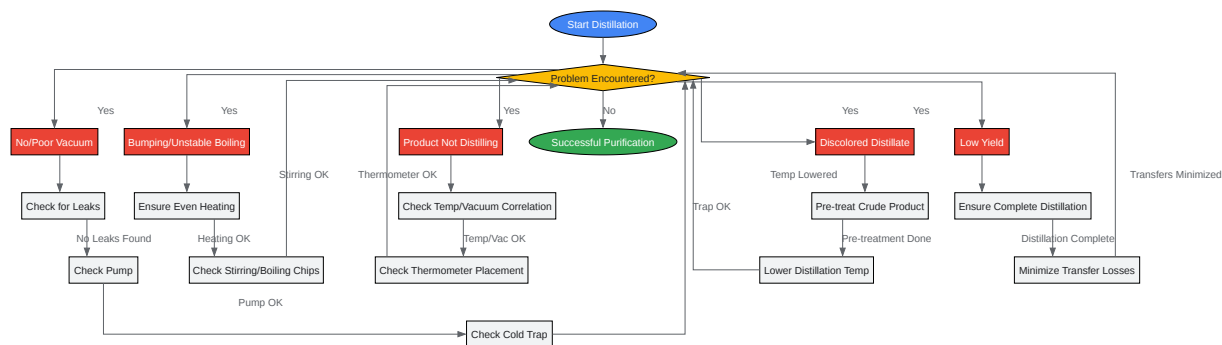 Start Distillation
Problem Encountered?
Yes
Yes
Yes
No
Yes
Yes
No/Poor Vacuum
Bumping/Unstable Boiling
Product Not Distilling
Successful Purification
Discolored Distillate
Low Yield
Stirring OK
Thermometer OK
Temp Lowered
Transfers Minimized
Check for Leaks
Ensure Even Heating
Check Temp/Vacuum Correlation
Trap OK
Pre-treat Crude Product
Ensure Complete Distillation
No Leaks Found
Heating OK
Temp/Vac OK
Pre-treatment Done
Distillation Complete
Check Pump
Check Stirring/Boiling Chips
Check Thermometer Placement
Lower Distillation Temp
Minimize Transfer Losses
Pump OK
Check Cold Trap